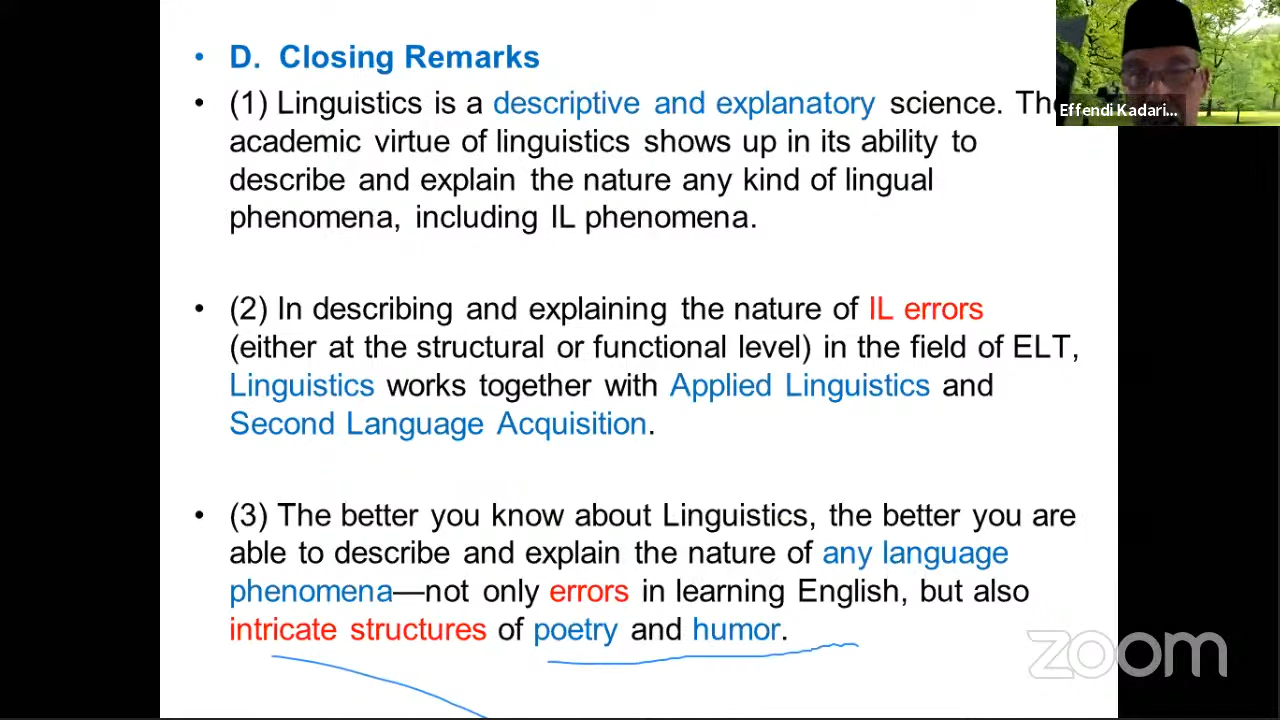 • D. Closing Remarks
• (1) Linguistics is a descriptive and explanatory science. The
Effendi Kadari...
academic virtue of linguistics shows up in its ability to
describe and explain the nature any kind of lingual
phenomena, including IL phenomena.
• (2) In describing and explaining the nature of IL errors
(either at the structural or functional level) in the field of ELT,
Linguistics works together with Applied Linguistics and
Second Language Acquisition.
• (3) The better you know about Linguistics, the better you are
able to describe and explain the nature of any language
phenomena—not only errors in learning English, but also
intricate structures of poetry and humor.
zoom